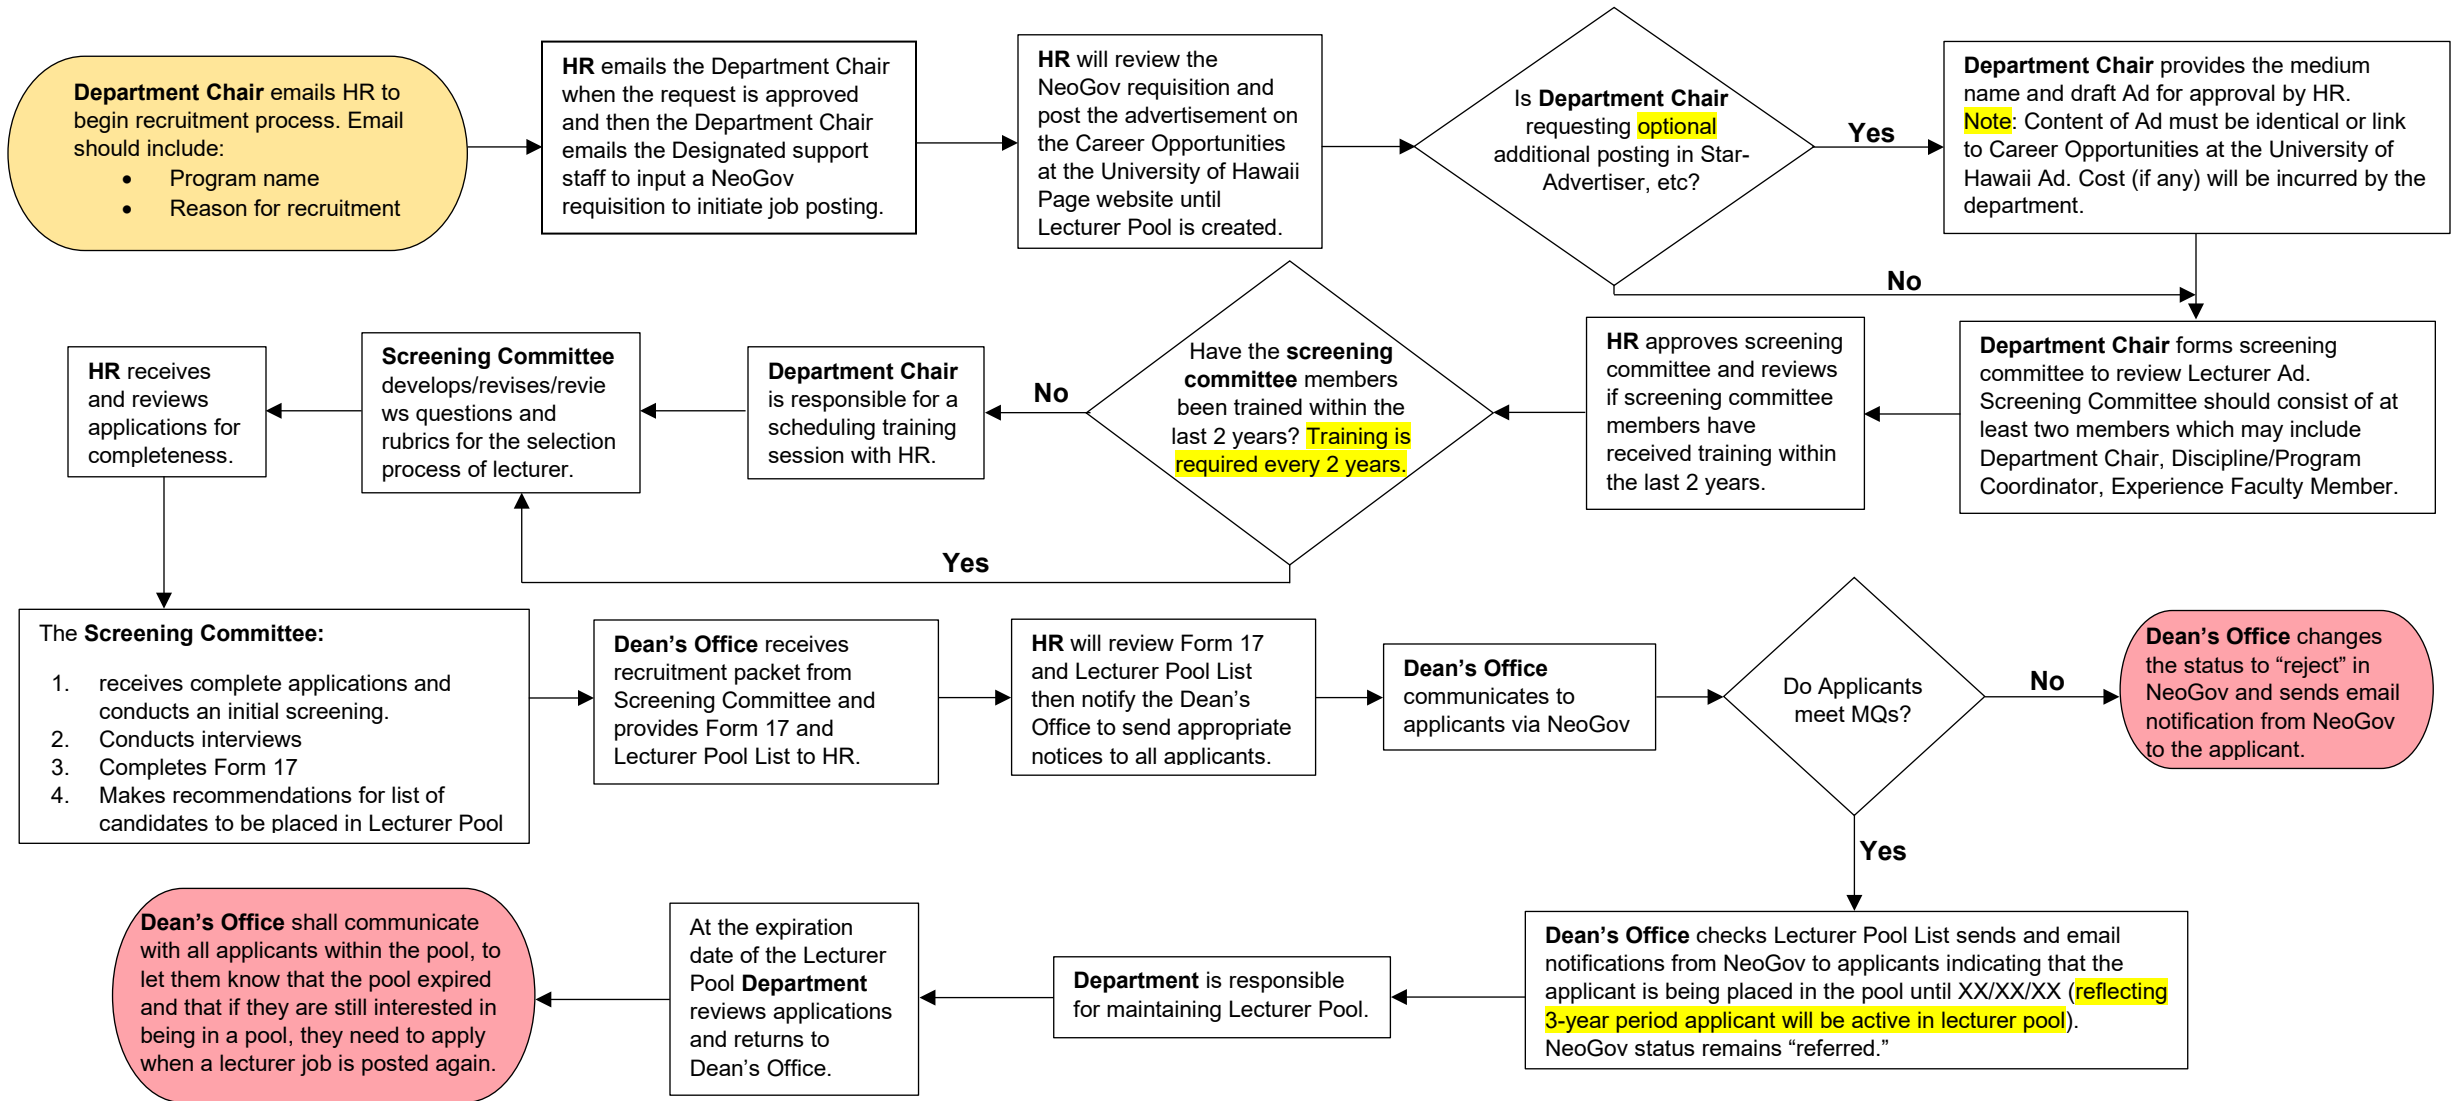 Department Chair emails HR to
begin recruitment process. Email
should include:
• Program name
• Reason for recruitment
HR emails the Department Chair
when the request is approved
and then the Department Chair
emails the Designated support
staff to input a NeoGov
requisition to initiate job posting.
HR will review the
NeoGov requisition and
post the advertisement on
the Career Opportunities
at the University of Hawaii
Page website until
Lecturer Pool is created.
Is Department Chair
requesting optional
additional posting in Star-
Advertiser, etc?
Yes
Department Chair provides the medium
name and draft Ad for approval by HR.
Note: Content of Ad must be identical or link
to Career Opportunities at the University of
Hawaii Ad. Cost (if any) will be incurred by the
department.
No
Department Chair forms screening
committee to review Lecturer Ad.
Screening Committee should consist of at
least two members which may include
Department Chair, Discipline/Program
Coordinator, Experience Faculty Member.
HR approves screening
committee and reviews
if screening committee
members have
received training within
the last 2 years.
Have the screening
committee members
been trained within the
last 2 years? Training is
required every 2 years.
No
Department Chair
is responsible for a
scheduling training
session with HR.
Screening Committee
develops/revises/revie
ws questions and
rubrics for the selection
process of lecturer.
HR receives
and reviews
applications for
completeness.
Yes
The Screening Committee:
1. receives complete applications and
conducts an initial screening.
2. Conducts interviews
3. Completes Form 17
4. Makes recommendations for list of
candidates to be placed in Lecturer Pool
Dean’s Office receives
recruitment packet from
Screening Committee and
provides Form 17 and
Lecturer Pool List to HR.
HR will review Form 17
and Lecturer Pool List
then notify the Dean’s
Office to send appropriate
notices to all applicants.
Dean’s Office
communicates to
applicants via NeoGov
Do Applicants
meet MQs?
No
Dean’s Office changes
the status to “reject” in
NeoGov and sends email
notification from NeoGov
to the applicant.
Yes
Dean’s Office checks Lecturer Pool List sends and email
notifications from NeoGov to applicants indicating that the
applicant is being placed in the pool until XX/XX/XX (reflecting
3-year period applicant will be active in lecturer pool).
NeoGov status remains “referred.”
Department is responsible
for maintaining Lecturer Pool.
At the expiration
date of the Lecturer
Pool Department
reviews applications
and returns to
Dean’s Office.
Dean’s Office shall communicate
with all applicants within the pool, to
let them know that the pool expired
and that if they are still interested in
being in a pool, they need to apply
when a lecturer job is posted again.